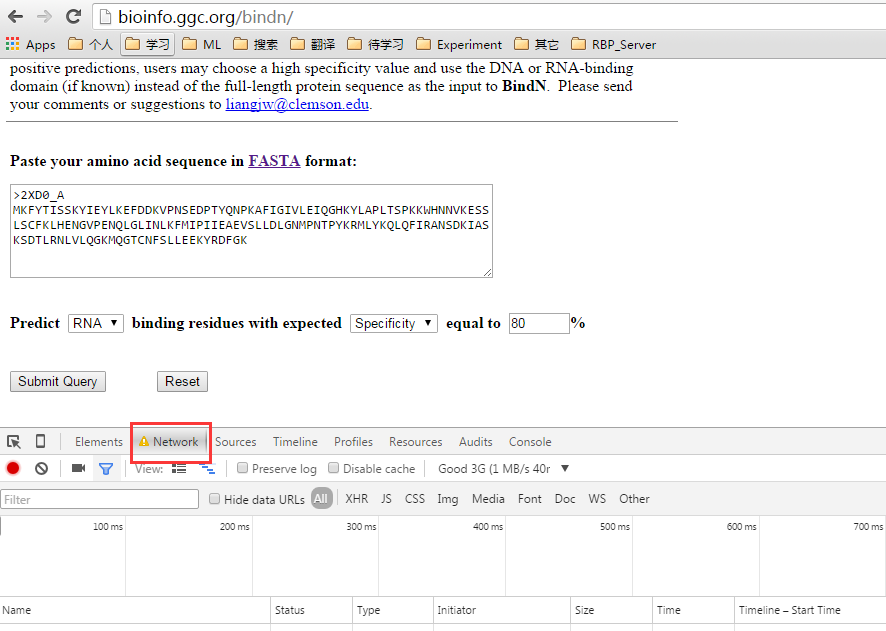 bioinfo.ggc.org/bindn/
Apps 个人 学习 ML 搜索 翻译 待学习 Experiment 其它 RBP_Server
positive predictions, users may choose a high specificity value and use the DNA or RNA-binding
domain (if known) instead of the full-length protein sequence as the input to BindN. Please send
your comments or suggestions to liangjw@clemson.edu.
Paste your amino acid sequence in FASTA format:
>2XD0_A
MKFYTISSKYIEYLKEFDDKVPNSEDPTYQNPKAFIGIVLEIQGHKYLAPLTSPKKWHNNVKESS
LSCFKLHENGVPENQLGLINLKFMIPIIEAEVSLLDLGNMPNTPYKRMLYKQLQFIRANSDKIAS
KSDTLRNLVLQGKMQGTCNFSLLEEKYRDFGK
Predict RNA binding residues with expected Specificity equal to 80 %
Submit Query Reset
Elements Network Sources Timeline Profiles Resources Audits Console
View: Preserve log Disable cache Good 3G (1 MB/s 40r
Filter Hide data URLs All XHR JS CSS Img Media Font Doc WS Other
100 ms 200 ms 300 ms 400 ms 500 ms 600 ms 700 ms
Name Status Type Initiator Size Time Timeline – Start Time